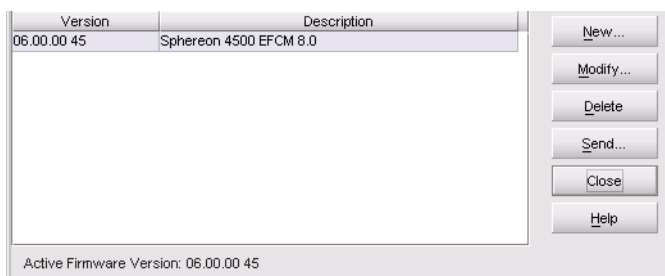 Version Description
06.00.00 45 Sphereon 4500 EFCM 8.0
New...
Modify...
Delete
Send...
Close
Help
Active Firmware Version: 06.00.00 45